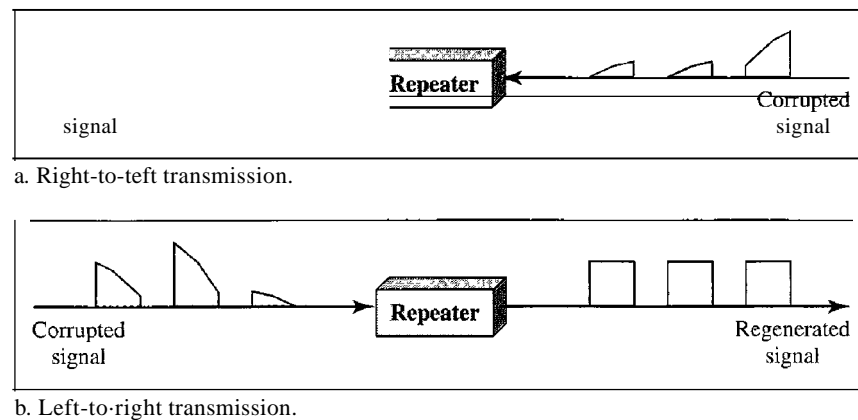 Repeater
Corrupted
signal
signal
a. Right-to-teft transmission.
Repeater
Corrupted
signal
Regenerated
signal
b. Left-to·right transmission.